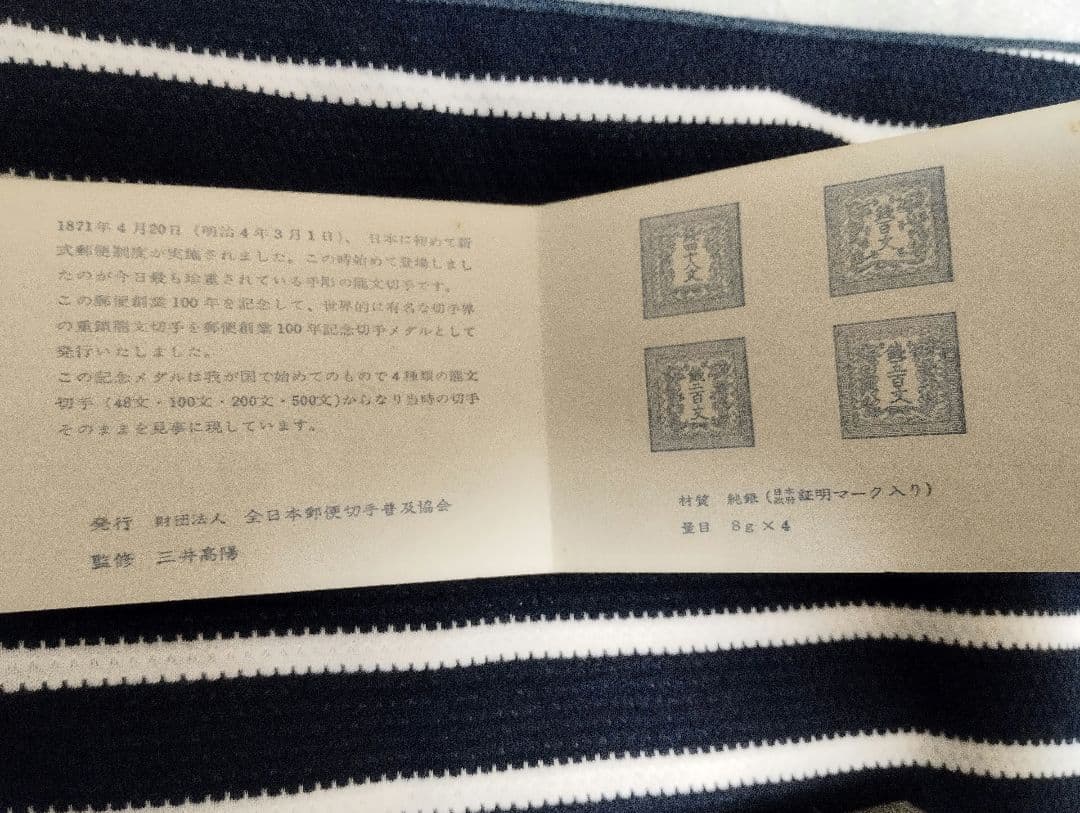 1871年4月20日（明治4年3月1日）、日本に初めて新
式郵便制度が実施されました。この時始めて登場しまし
たのが今日最も珍重されている手彫の龍文切手です。
この郵便創業100年を記念して、世界的に有名な切手界
の重鎮龍文切手を郵便創業100年記念切手メダルとして
発行いたしました。
この記念メダルは我が国で始めてのもので4種類の龍文
切手（48文・100文・200文・500文）からなり当時の切手
そのままを見事に現しています。
発行 財団法人 全日本郵便切手普及協会
監修 三井高陽
銭四十八文
銭百文
銭二百文
銭五百文
材質 純銀（日本政府証明マーク入り）
量目 8g×4